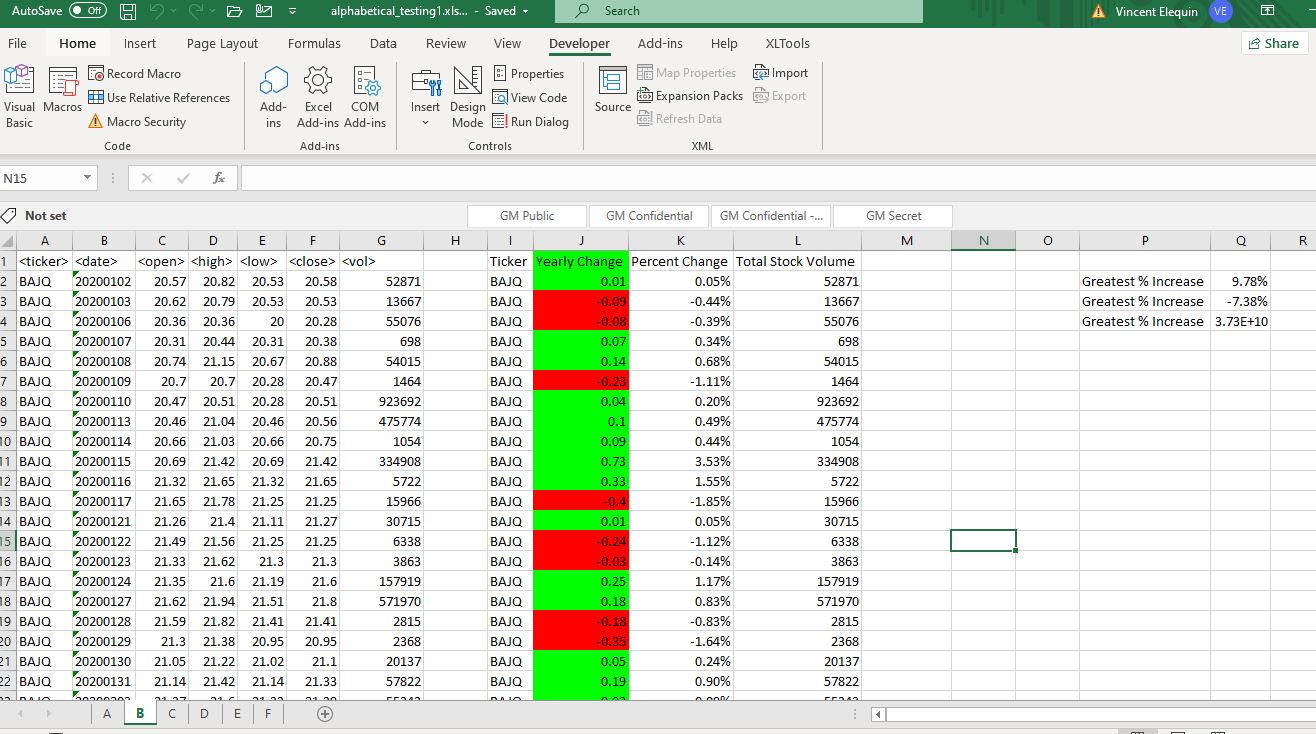 AutoSave Off alphabetical_testing1.xls... - Saved Search Vincent Elequin VE
File Home Insert Page Layout Formulas Data Review View Developer Add-ins Help XLTools Share
Visual Basic Macros Record Macro Use Relative References Macro Security Code
Add-ins Excel Add-ins COM Add-ins Add-ins
Insert Design Mode Properties View Code Run Dialog Controls
Source Map Properties Expansion Packs Refresh Data Import Export XML
N15 fx
Not set GM Public GM Confidential GM Confidential -... GM Secret
A B C D E F G H I J K L M N O P Q R
1 <ticker> <date> <open> <high> <low> <close> <vol> Ticker Yearly Change Percent Change Total Stock Volume
2 BAJQ 20200102 20.57 20.82 20.53 20.58 52871 BAJQ 0.01 0.05% 52871 Greatest % Increase 9.78%
3 BAJQ 20200103 20.62 20.79 20.53 20.53 13667 BAJQ -0.09 -0.44% 13667 Greatest % Increase -7.38%
4 BAJQ 20200106 20.36 20.36 20 20.28 55076 BAJQ -0.08 -0.39% 55076 Greatest % Increase 3.73E+10
5 BAJQ 20200107 20.31 20.44 20.31 20.38 698 BAJQ 0.07 0.34% 698
6 BAJQ 20200108 20.74 21.15 20.67 20.88 54015 BAJQ 0.14 0.68% 54015
7 BAJQ 20200109 20.7 20.7 20.28 20.47 1464 BAJQ -0.23 -1.11% 1464
8 BAJQ 20200110 20.47 20.51 20.28 20.51 923692 BAJQ 0.04 0.20% 923692
9 BAJQ 20200113 20.46 21.04 20.46 20.56 475774 BAJQ 0.1 0.49% 475774
10 BAJQ 20200114 20.66 21.03 20.66 20.75 1054 BAJQ 0.09 0.44% 1054
11 BAJQ 20200115 20.69 21.42 20.69 21.42 334908 BAJQ 0.73 3.53% 334908
12 BAJQ 20200116 21.32 21.65 21.32 21.65 5722 BAJQ 0.33 1.55% 5722
13 BAJQ 20200117 21.65 21.78 21.25 21.25 15966 BAJQ -0.4 -1.85% 15966
14 BAJQ 20200121 21.26 21.4 21.11 21.27 30715 BAJQ 0.01 0.05% 30715
15 BAJQ 20200122 21.49 21.56 21.25 21.25 6338 BAJQ -0.24 -1.12% 6338
16 BAJQ 20200123 21.33 21.62 21.3 21.3 3863 BAJQ -0.03 -0.14% 3863
17 BAJQ 20200124 21.35 21.6 21.19 21.6 157919 BAJQ 0.25 1.17% 157919
18 BAJQ 20200127 21.62 21.94 21.51 21.8 571970 BAJQ 0.18 0.83% 571970
19 BAJQ 20200128 21.59 21.82 21.41 21.41 2815 BAJQ -0.18 -0.83% 2815
20 BAJQ 20200129 21.3 21.38 20.95 20.95 2368 BAJQ -0.35 -1.64% 2368
21 BAJQ 20200130 21.05 21.22 21.02 21.1 20137 BAJQ 0.05 0.24% 20137
22 BAJQ 20200131 21.14 21.42 21.14 21.33 57822 BAJQ 0.19 0.90% 57822
A B C D E F